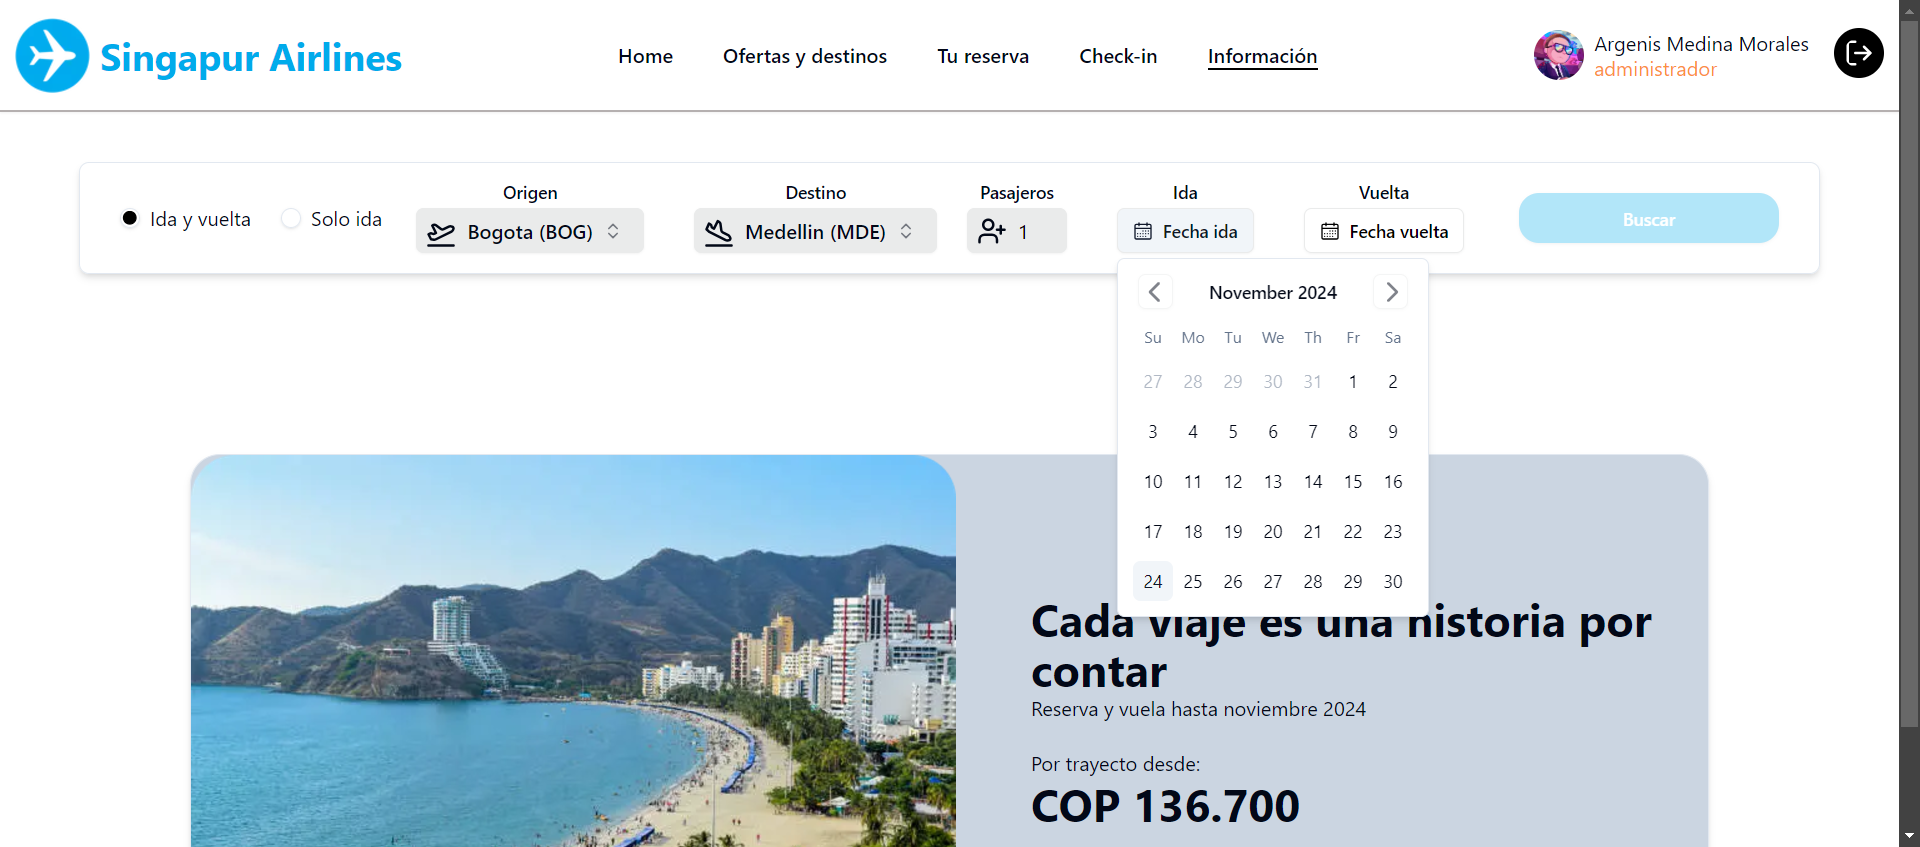 Singapur Airlines
Home Ofertas y destinos Tu reserva Check-in Información
Argenis Medina Morales
administrador
Ida y vuelta Solo ida
Origen
Bogota (BOG)
Destino
Medellin (MDE)
Pasajeros
1
Ida
Fecha ida
Vuelta
Fecha vuelta
Buscar
November 2024
Su Mo Tu We Th Fr Sa
27 28 29 30 31 1 2
3 4 5 6 7 8 9
10 11 12 13 14 15 16
17 18 19 20 21 22 23
24 25 26 27 28 29 30
Cada viaje es una historia por
contar
Reserva y vuela hasta noviembre 2024
Por trayecto desde:
COP 136.700